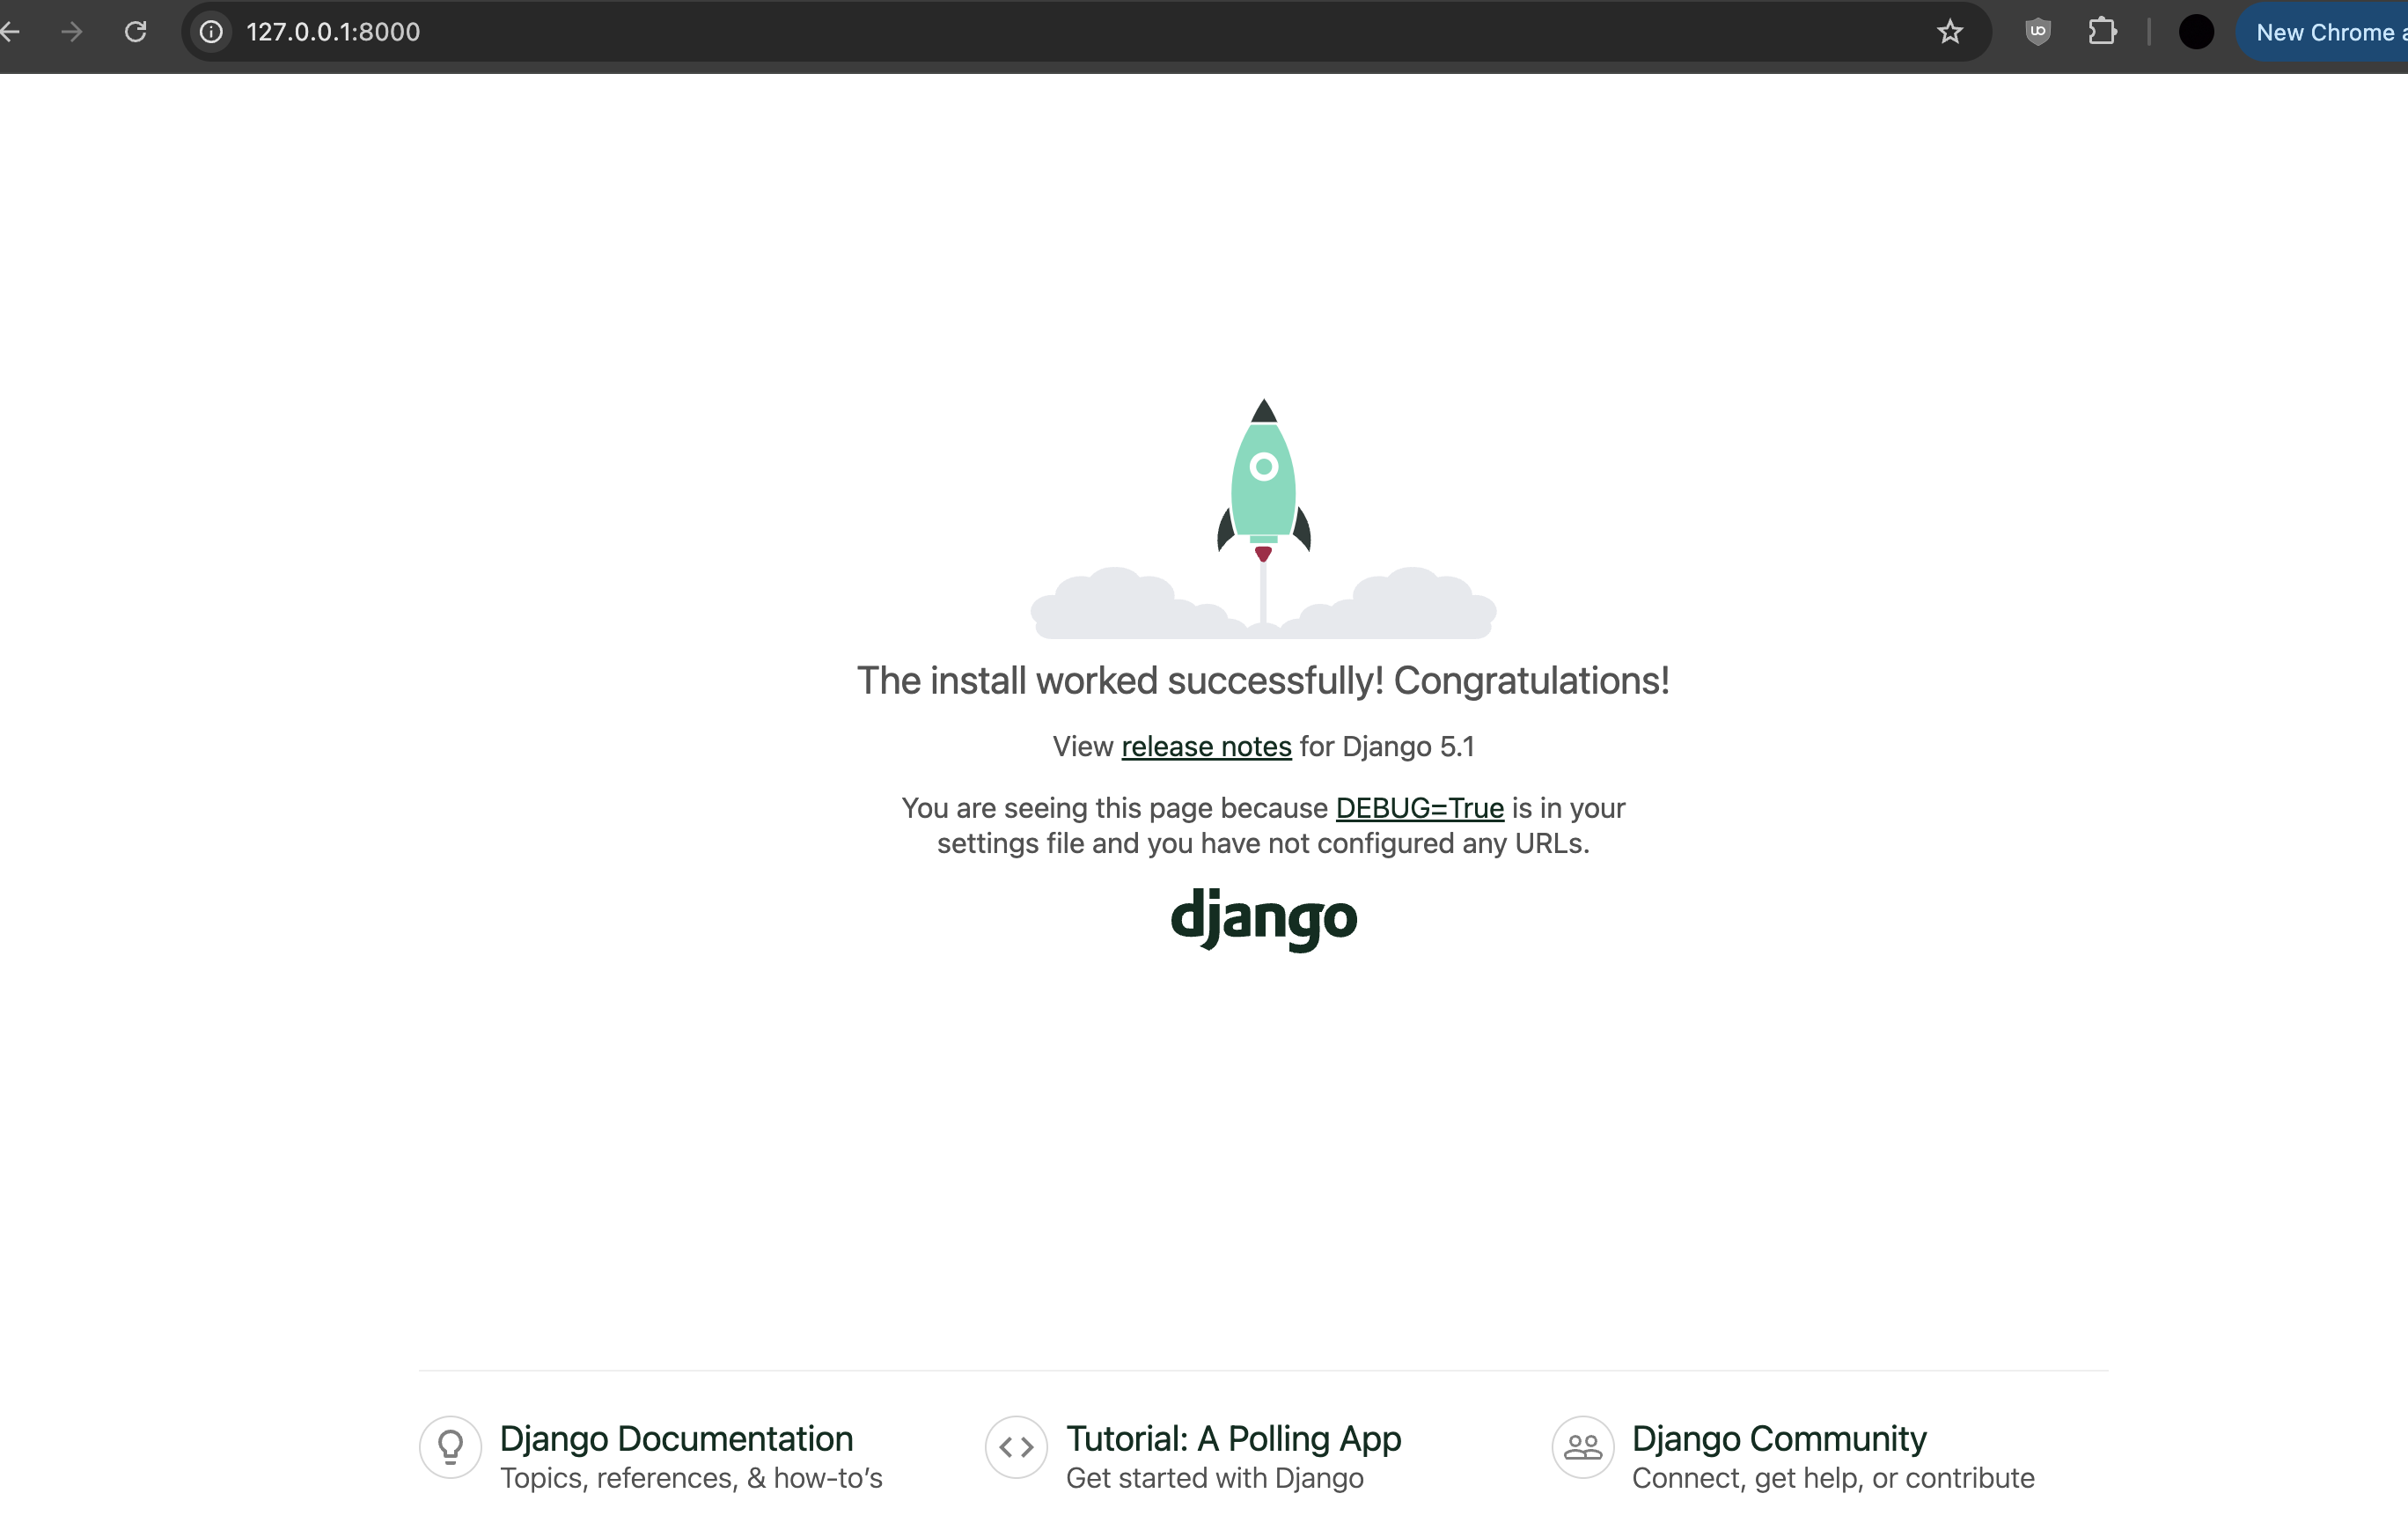 127.0.0.1:8000
New Chrome
The install worked successfully! Congratulations!
View release notes for Django 5.1
You are seeing this page because DEBUG=True is in your
settings file and you have not configured any URLs.
django
Django Documentation
Topics, references, & how-to’s
Tutorial: A Polling App
Get started with Django
Django Community
Connect, get help, or contribute